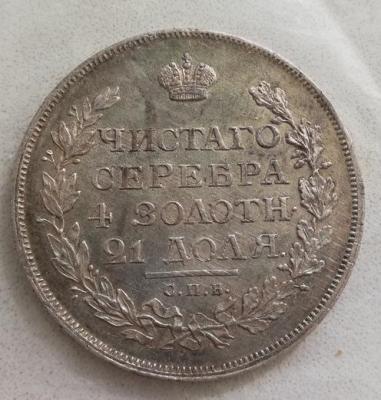 ЧИСТАГО
СЕРЕБРА
4 ЗОЛОТН.
21 ДОЛЯ.
С.П.Б.